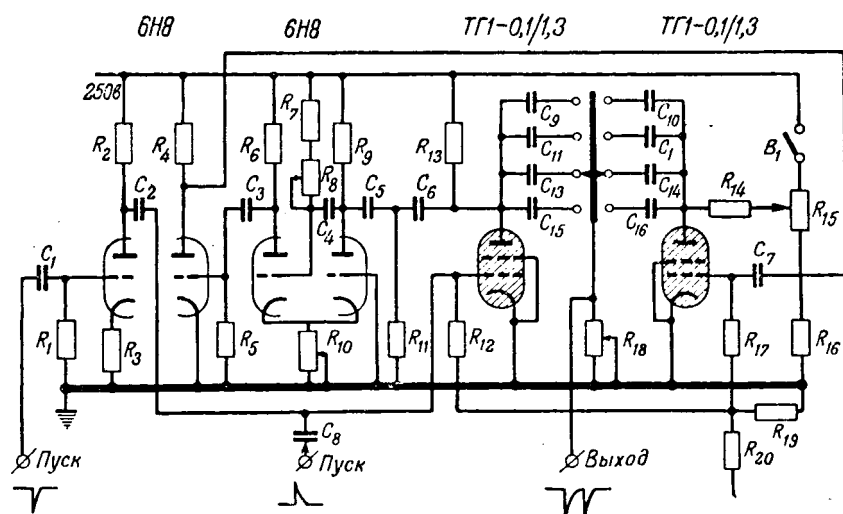 6Н8 6Н8 ТГ1-0,1/1,3 ТГ1-0,1/1,3
250в
R7
C9 C10
R2 R4 R6 R9 R13 C11 C1 B1
R8
C2 C3 C5 C6 C13 C14 R14
C4 C15 C16 R15
C1 C7
R1 R3 R5 R10 R11 R12 R18 R17 R16
R19
C8 R20
Пуск Пуск Выход